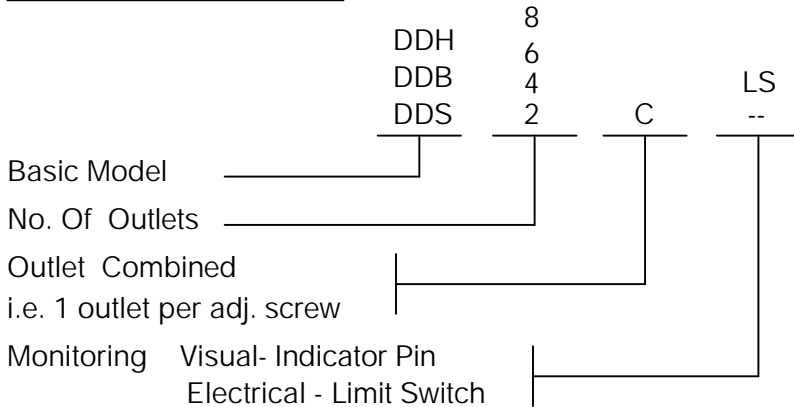 8
DDH 6
DDB 4 LS
DDS 2 C --
Basic Model
No. Of Outlets
Outlet Combined
i.e. 1 outlet per adj. screw
Monitoring Visual- Indicator Pin
Electrical - Limit Switch